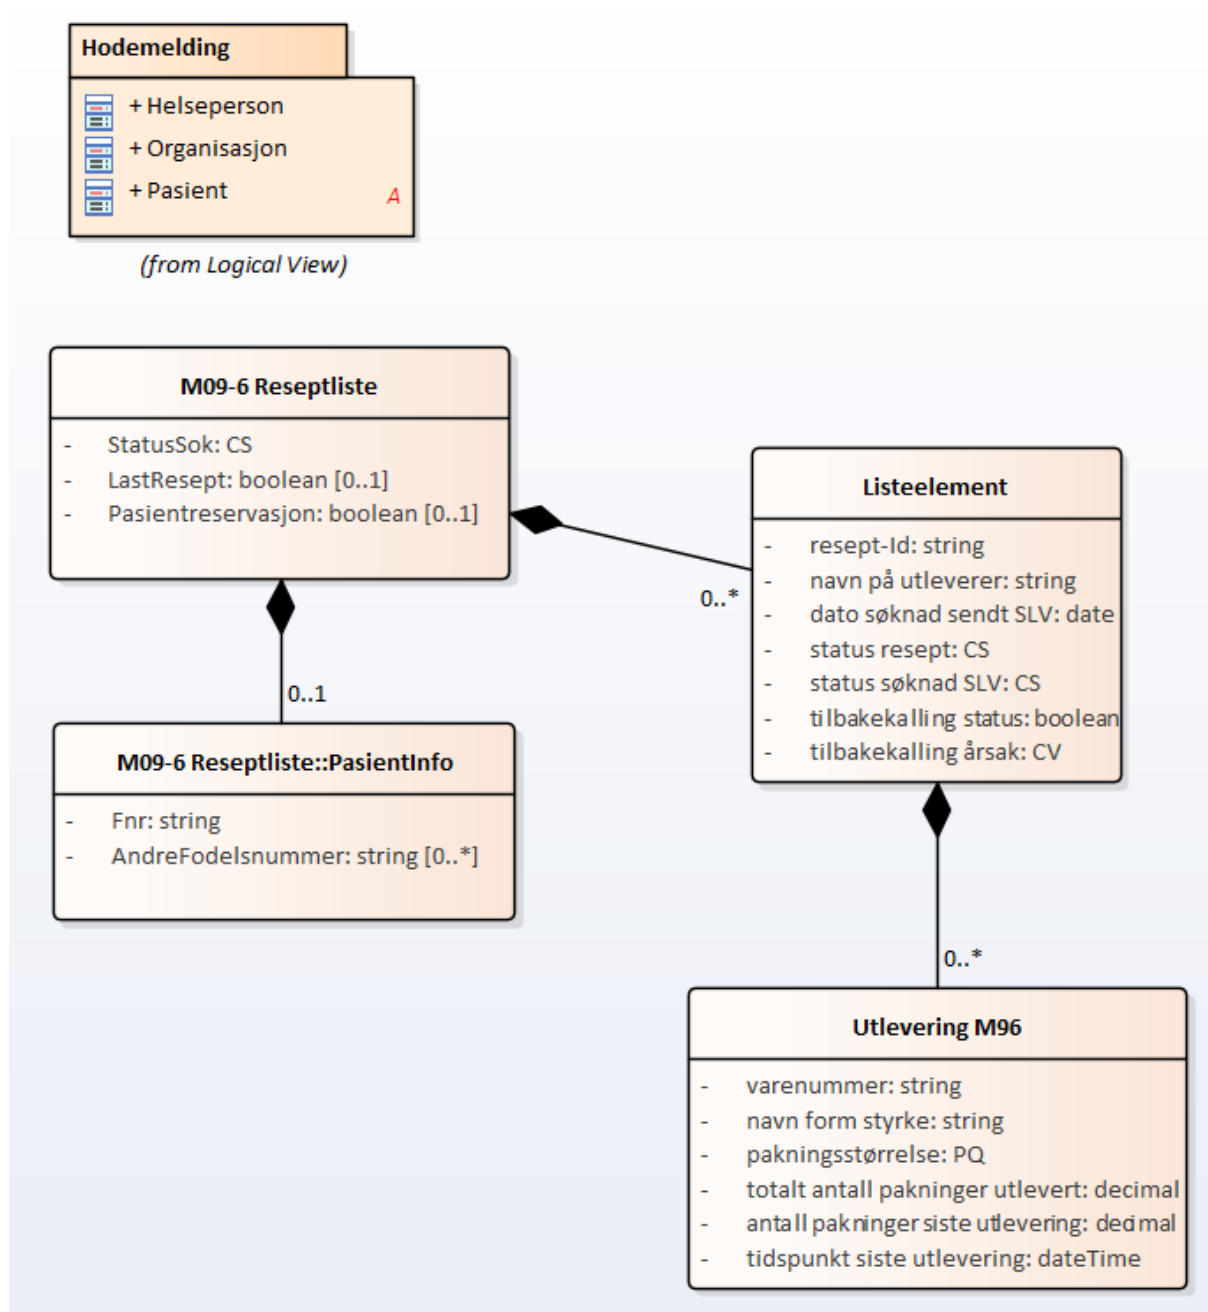 Hodemelding
+ Helseperson
+ Organisasjon
+ Pasient
A
(from Logical View)
M09-6 Reseptliste
- StatusSok: CS
- LastResept: boolean [0..1]
- Pasientreservasjon: boolean [0..1]
0..*
0..1
Listeelement
- resept-Id: string
- navn på utleverer: string
- dato søknad sendt SLV: date
- status resept: CS
- status søknad SLV: CS
- tilbakekalling status: boolean
- tilbakekalling årsak: CV
M09-6 Reseptliste::PasientInfo
- Fnr: string
- AndreFodelsnummer: string [0..*]
0..*
Utlevering M96
- varenummer: string
- navn form styrke: string
- pakningsstørrelse: PQ
- totalt antall pakninger utlevert: decimal
- antall pakninger siste utlevering: decimal
- tidspunkt siste utlevering: dateTime